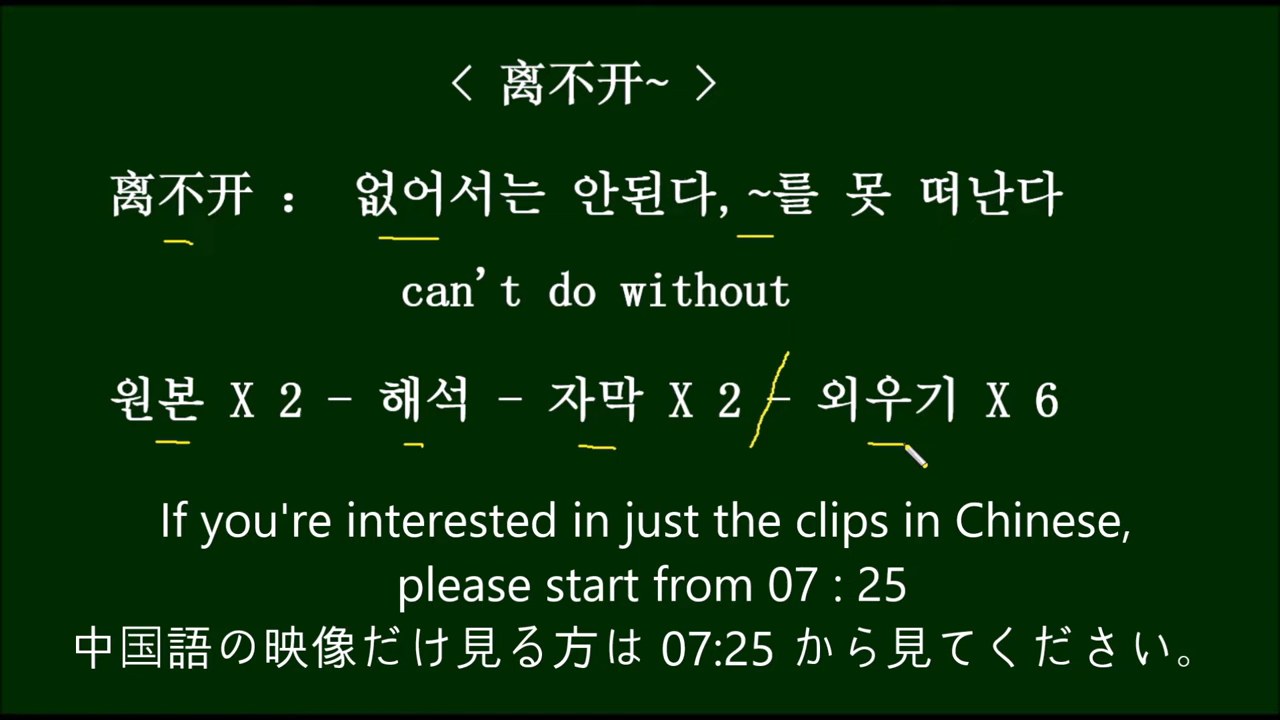 < 离不开~ >
离不开 : 없어서는 안된다, ~를 못 떠난다
can't do without
원본 X 2 - 해석 - 자막 X 2 - 외우기 X 6
If you're interested in just the clips in Chinese,
please start from 07 : 25
中国語の映像だけ見る方は 07:25 から見てください。